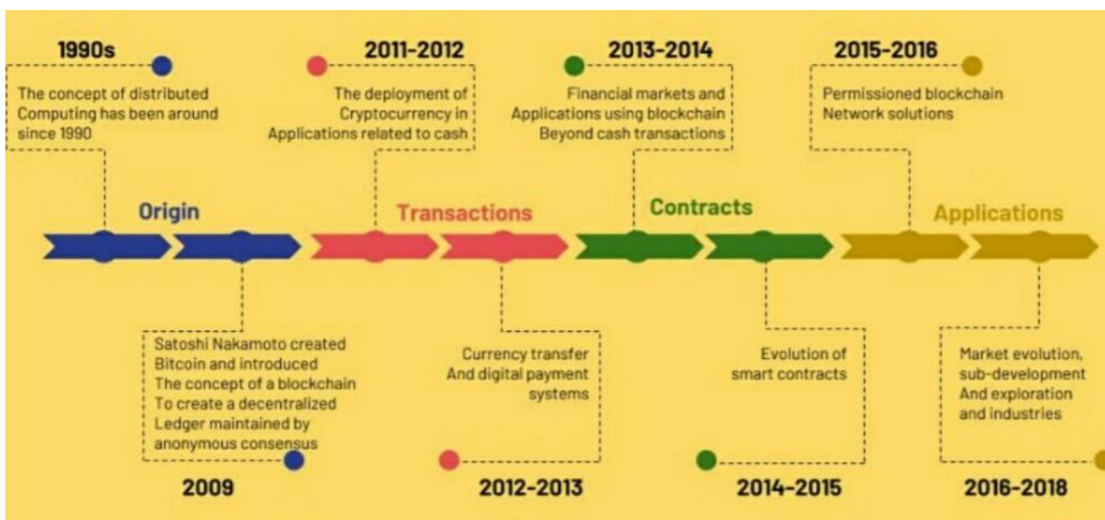 1990s
The concept of distributed
Computing has been around
since 1990
2011-2012
The deployment of
Cryptocurrency in
Applications related to cash
2013-2014
Financial markets and
Applications using blockchain
Beyond cash transactions
2015-2016
Permissioned blockchain
Network solutions
Origin
Transactions
Contracts
Applications
Satoshi Nakamoto created
Bitcoin and introduced
The concept of a blockchain
To create a decentralized
Ledger maintained by
anonymous consensus
2009
Currency transfer
And digital payment
systems
2012-2013
Evolution of
smart contracts
2014-2015
Market evolution,
sub-development
And exploration
and industries
2016-2018